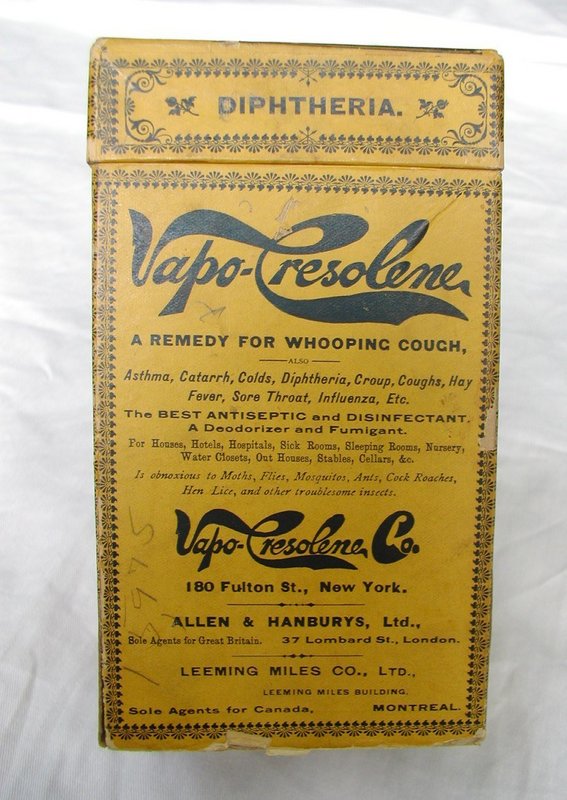 DIPHTHERIA.
Vapo-Cresolene
A REMEDY FOR WHOOPING COUGH,
ALSO
Asthma, Catarrh, Colds, Diphtheria, Croup, Coughs, Hay
Fever, Sore Throat, Influenza, Etc.
The BEST ANTISEPTIC and DISINFECTANT.
A Deodorizer and Fumigant.
For Houses, Hotels, Hospitals, Sick Rooms, Sleeping Rooms, Nursery,
Water Closets, Out Houses, Stables, Cellars, &c.
Is obnoxious to Moths, Flies, Mosquitos, Ants, Cock Roaches,
Hen Lice, and other troublesome insects.
Vapo-Cresolene Co.
180 Fulton St., New York.
ALLEN & HANBURYS, Ltd.,
Sole Agents for Great Britain. 37 Lombard St., London.
LEEMING MILES CO., LTD.,
LEEMING MILES BUILDING.
Sole Agents for Canada, MONTREAL.